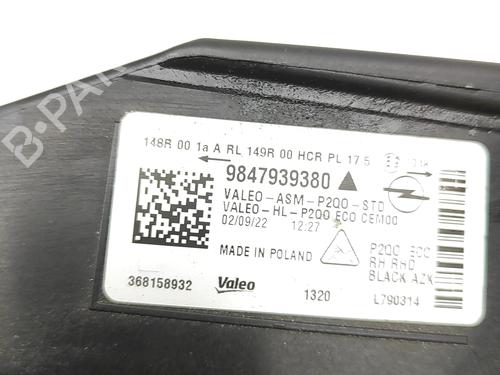 148R 00 1a A RL 149R 00 HCR PL 17.5
9847939380
VALEO-ASM-P2QO-STD
VALEO-HL-P2QO ECO CEM00
02/09/22 12:27
MADE IN POLAND
P2QO ECO
RH RHD
BLACK AZK
368158932 Valeo 1320 L790314
B-PARTS